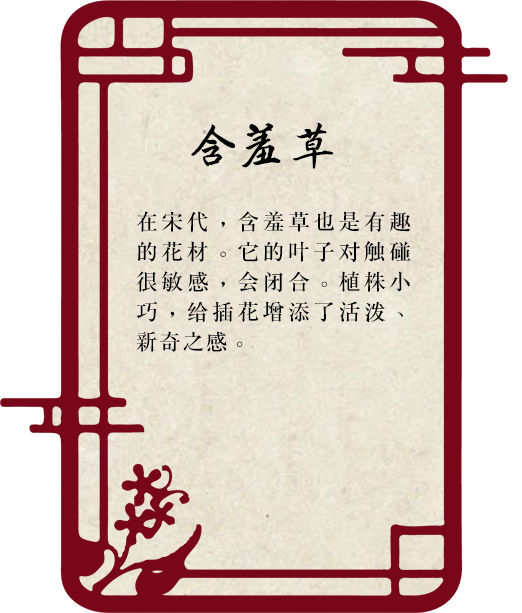 含羞草
在宋代，含羞草也是有趣
的花材。它的叶子对触碰
很敏感，会闭合。植株小
巧，给插花增添了活泼、
新奇之感。